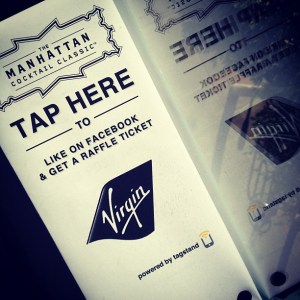 THE
MANHATTAN
COCKTAIL CLASSIC
TAP HERE
TO
LIKE ON FACEBOOK
& GET A RAFFLE TICKET
Virgin
powered by tagstand